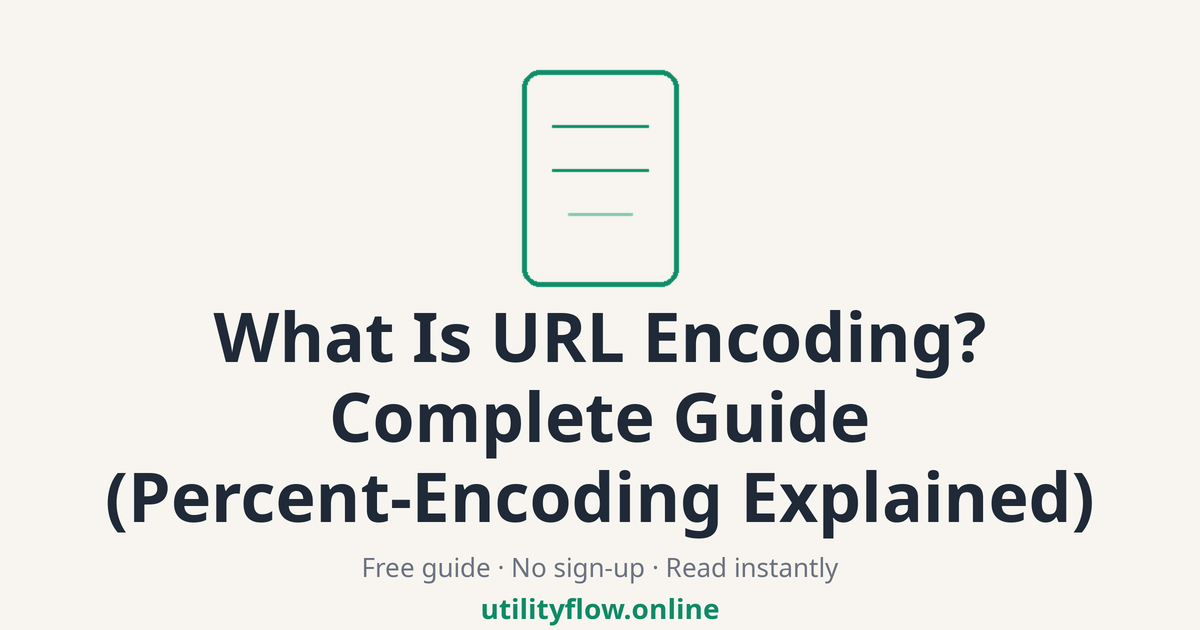 What Is URL Encoding?
Complete Guide
(Percent-Encoding Explained)
Free guide · No sign-up · Read instantly
utilityflow.online